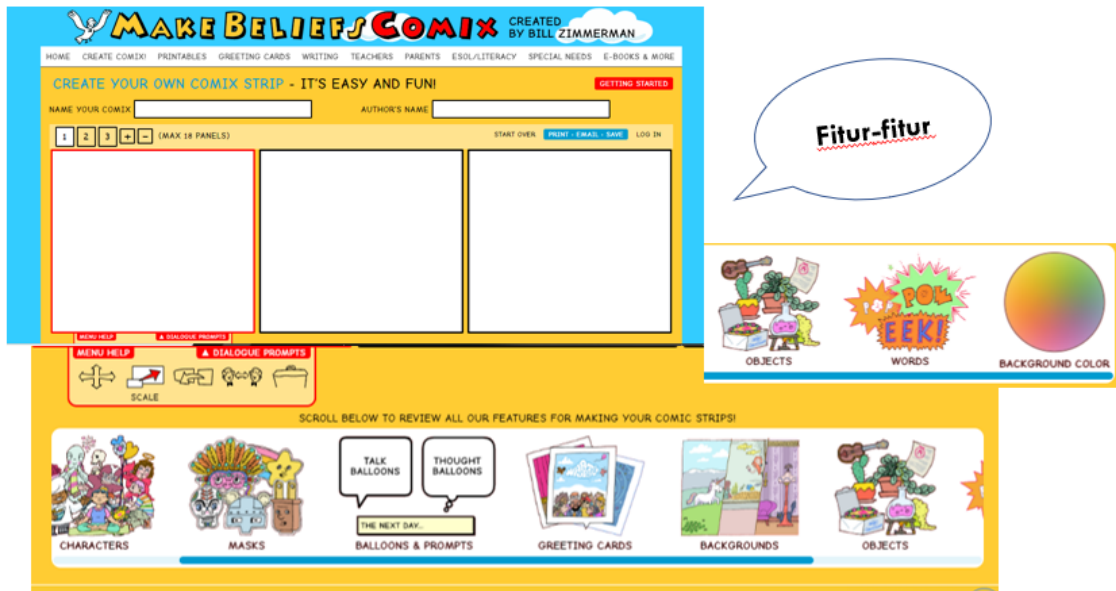 MAKE BELIEFS COMIX CREATED BY BILL ZIMMERMAN
HOME CREATE COMIX! PRINTABLES GREETING CARDS WRITING TEACHERS PARENTS ESOL/LITERACY SPECIAL NEEDS E-BOOKS & MORE
CREATE YOUR OWN COMIX STRIP - IT'S EASY AND FUN! GETTING STARTED
NAME YOUR COMIX AUTHOR'S NAME
1 2 3 + - (MAX 18 PANELS) START OVER PRINT - EMAIL - SAVE LOG IN
MENU HELP ▲ DIALOGUE PROMPTS
Fitur-fitur
POW
EEK!
OBJECTS WORDS BACKGROUND COLOR
MENU HELP ▲ DIALOGUE PROMPTS
SCALE
SCROLL BELOW TO REVIEW ALL OUR FEATURES FOR MAKING YOUR COMIC STRIPS!
TALK BALLOONS
THOUGHT BALLOONS
THE NEXT DAY...
CHARACTERS MASKS BALLOONS & PROMPTS GREETING CARDS BACKGROUNDS OBJECTS